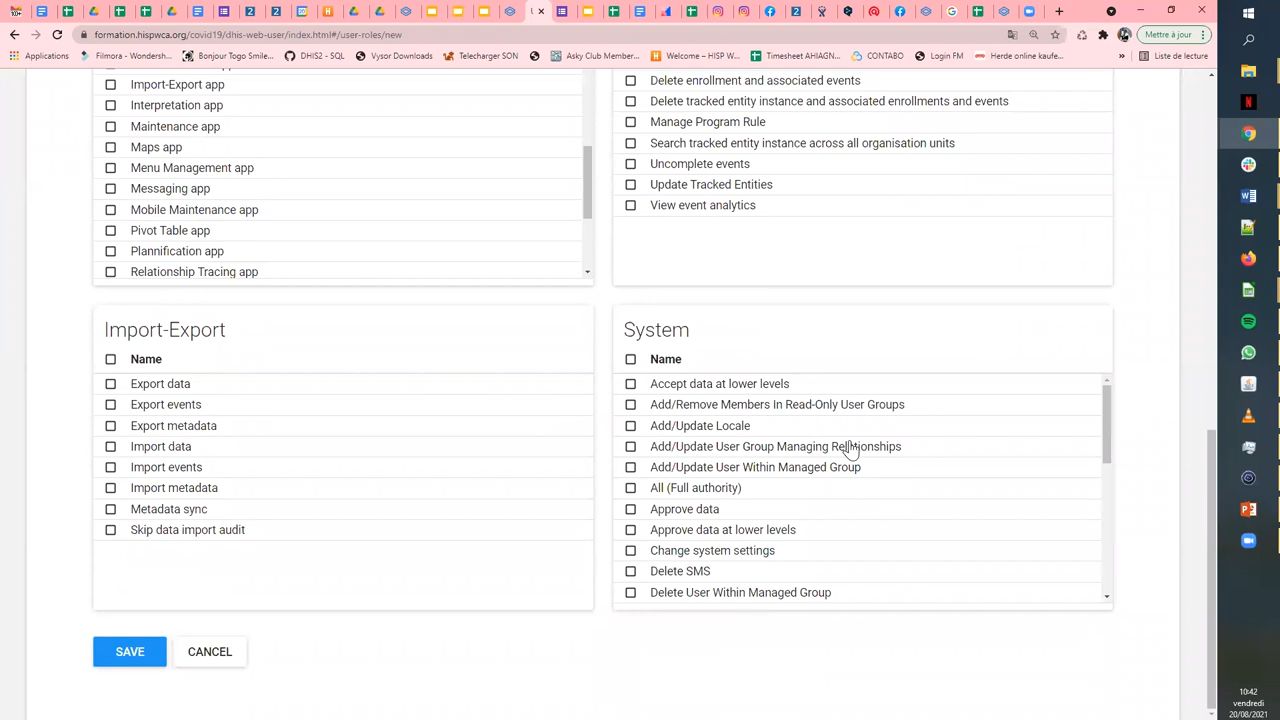 Mettre à jour
formation.hispwca.org/covid19/dhis-web-user/index.html#/user-roles/new
Applications
Filmora - Wondersh...
Bonjour Togo Smile...
DHIS2 - SQL
Vysor Downloads
Telecharger S...
Asky Club Member...
Welcome – HISP W...
Timesheet AHIAGN...
CONTABO
Login FM
Herde online kaufe...
»
Liste de lecture
Import-Export app
Interpretation app
Maintenance app
Maps app
Menu Management app
Messaging app
Mobile Maintenance app
Pivot Table app
Plannification app
Relationship Tracing app
Delete enrollment and associated events
Delete tracked entity instance and associated enrollments and events
Manage Program Rule
Search tracked entity instance across all organisation units
Uncomplete events
Update Tracked Entities
View event analytics
Import-Export
Name
Export data
Export events
Export metadata
Import data
Import events
Import metadata
Metadata sync
Skip data import audit
System
Name
Accept data at lower levels
Add/Remove Members In Read-Only User Groups
Add/Update Locale
Add/Update User Group Managing Relationships
Add/Update User Within Managed Group
All (Full authority)
Approve data
Approve data at lower levels
Change system settings
Delete SMS
Delete User Within Managed Group
SAVE
CANCEL
10:42
vendredi
20/08/2021